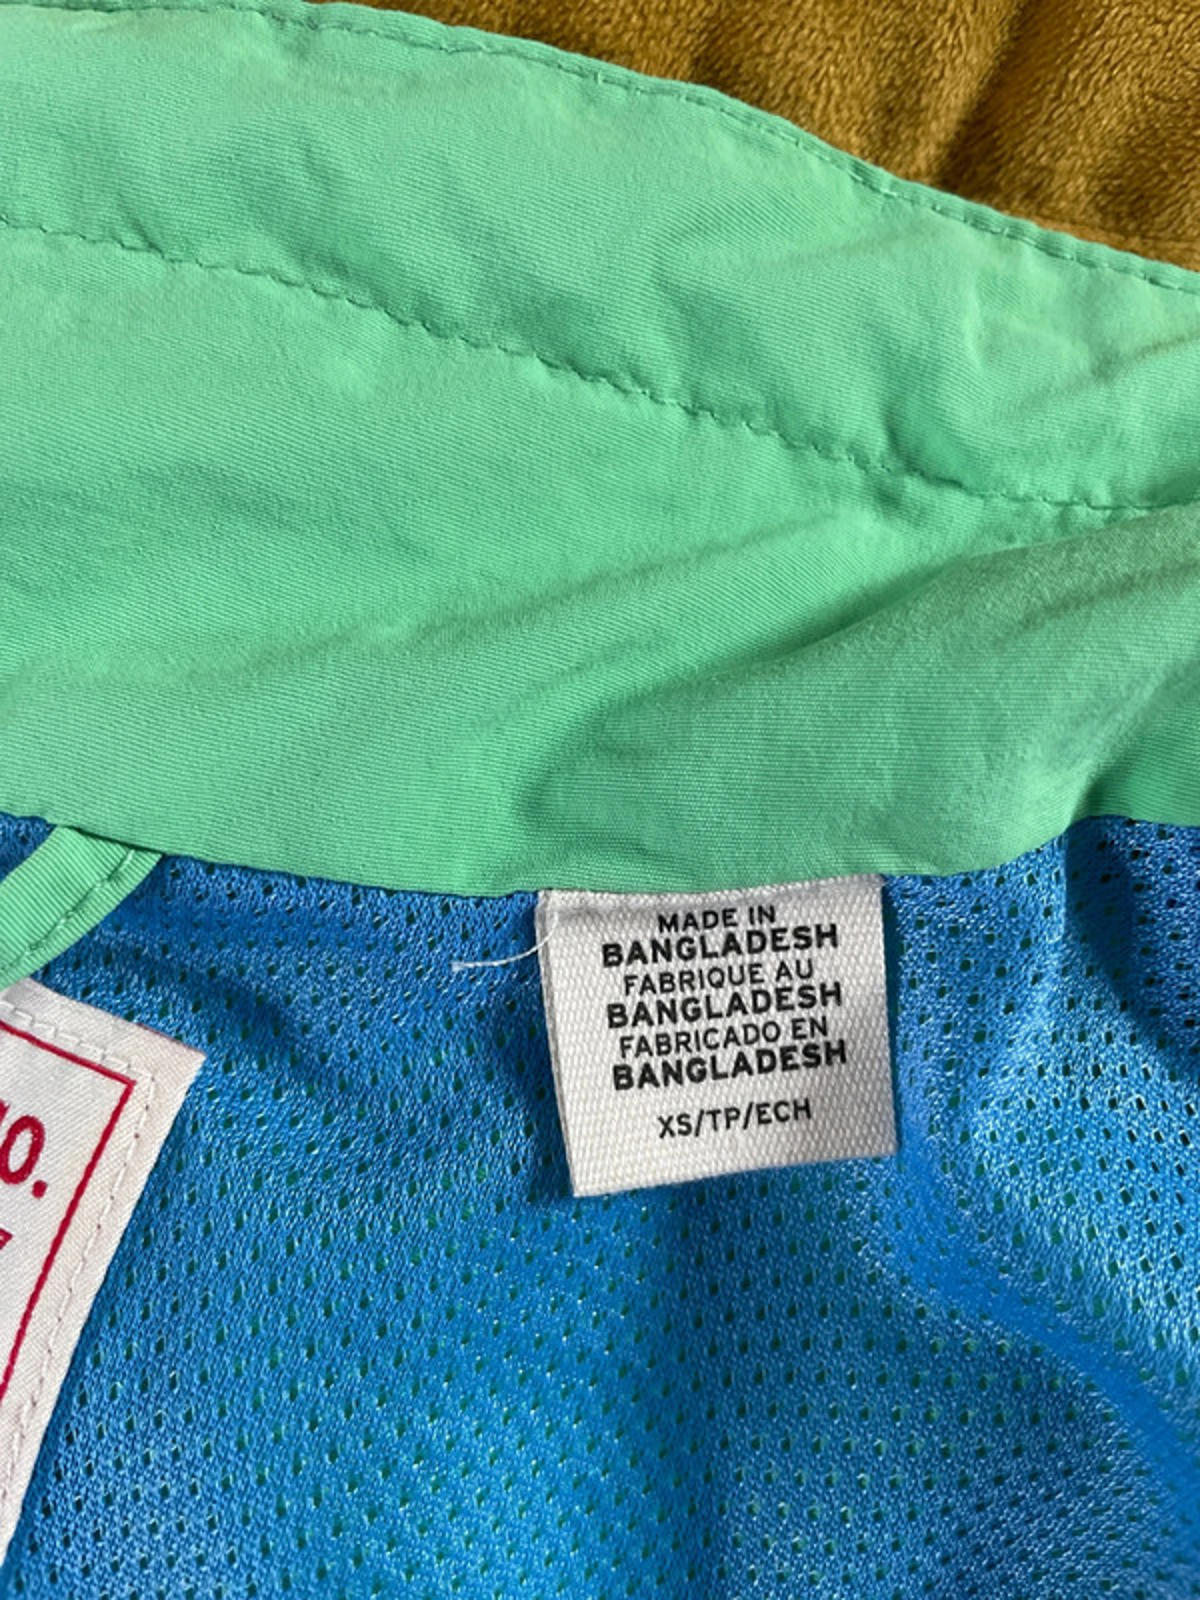 MADE IN
BANGLADESH
FABRIQUE AU
BANGLADESH
FABRICADO EN
BANGLADESH
XS/TP/ECH
O.